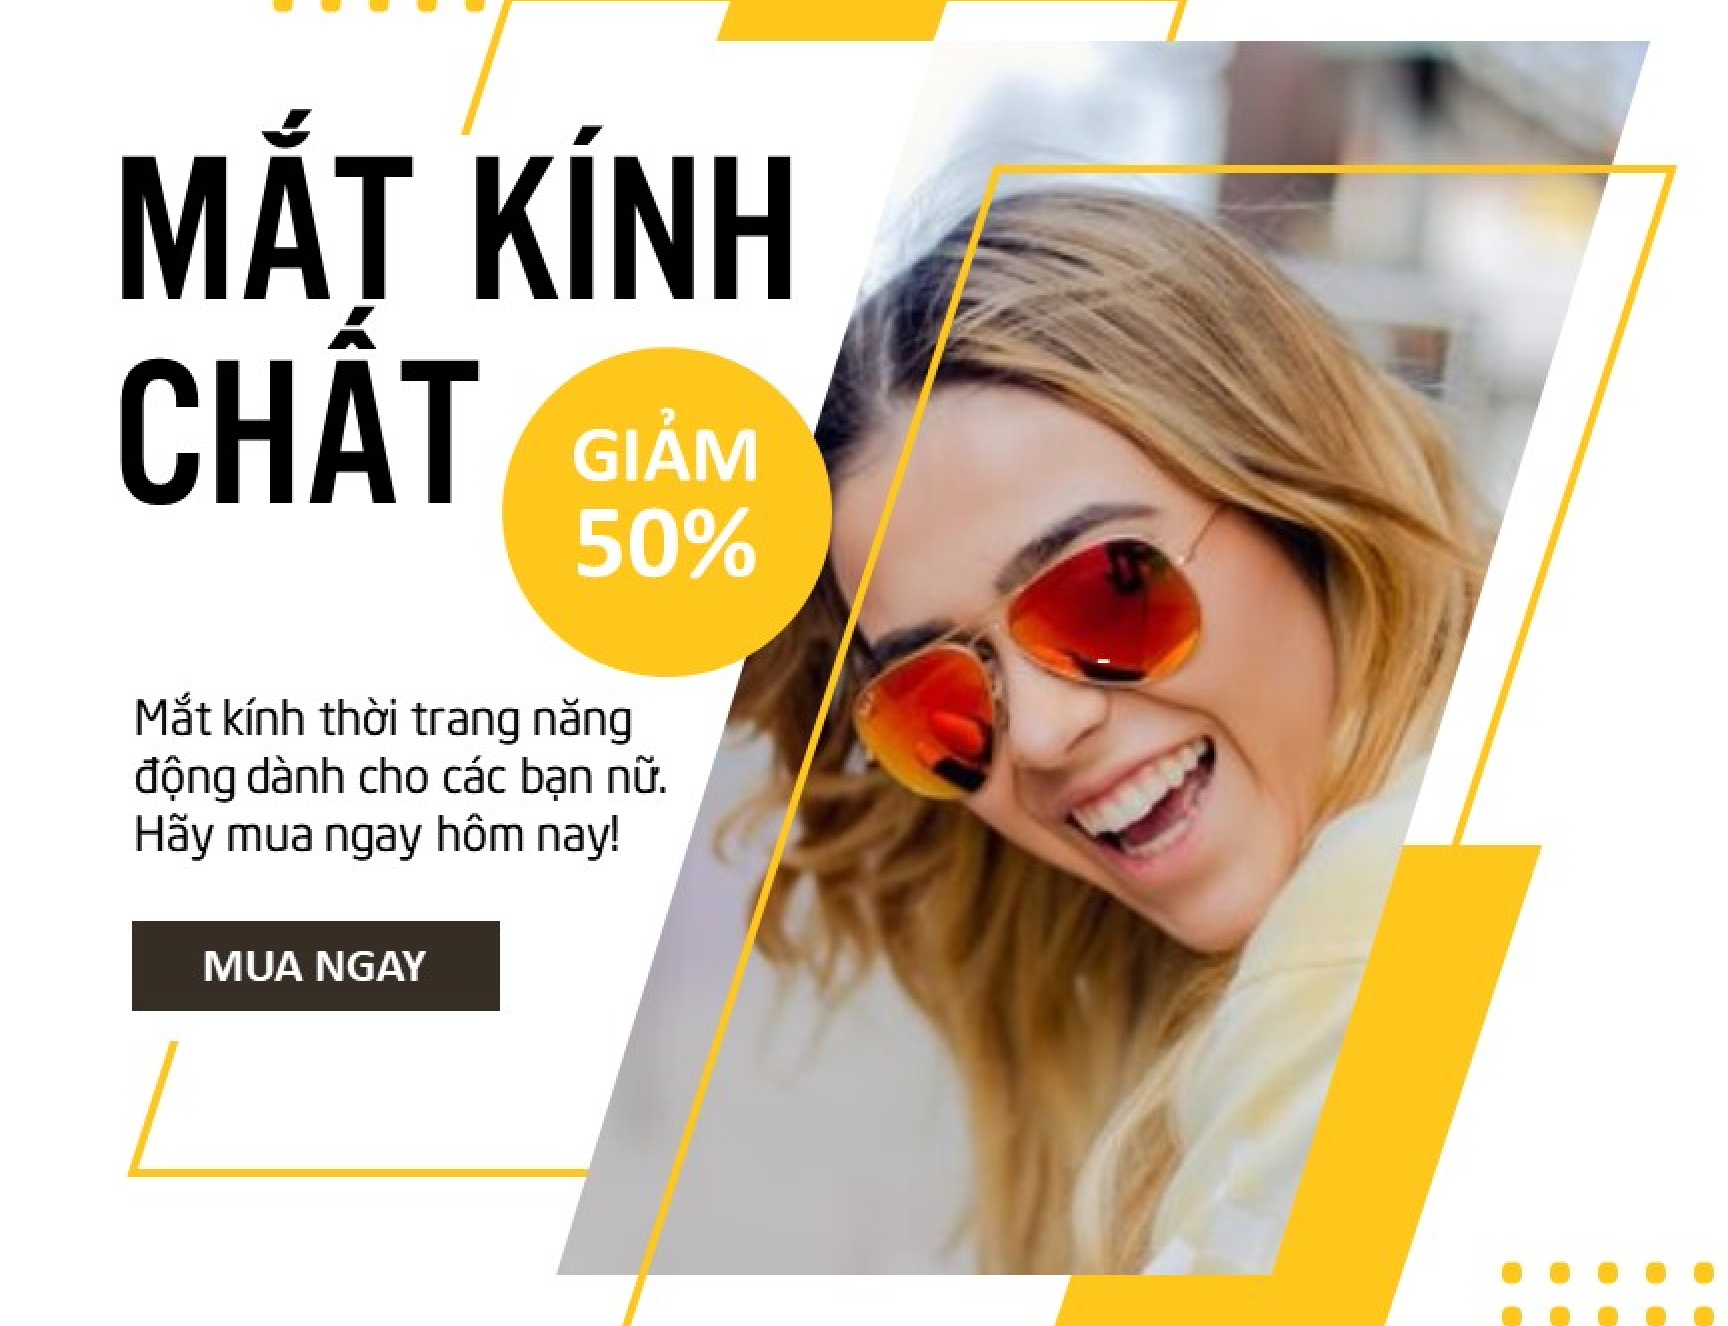 MẮT KÍNH
CHẤT
GIẢM
50%
Mắt kính thời trang năng
động dành cho các bạn nữ.
Hãy mua ngay hôm nay!
MUA NGAY